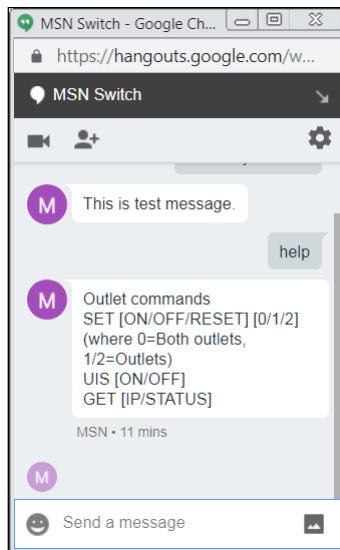 MSN Switch - Google Ch...
https://hangouts.google.com/w...
MSN Switch
M
This is test message.
help
M
Outlet commands
SET [ON/OFF/RESET] [0/1/2]
(where 0=Both outlets,
1/2=Outlets)
UIS [ON/OFF]
GET [IP/STATUS]
MSN • 11 mins
M
Send a message